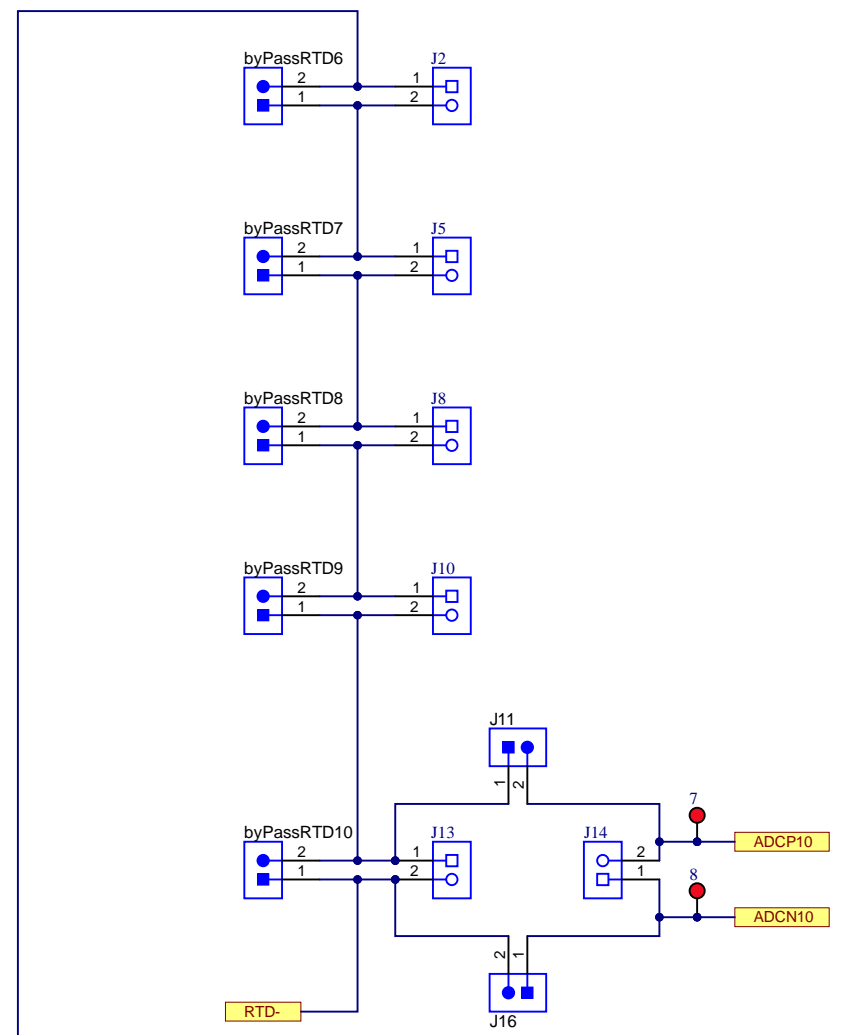 byPassRTD6 J2
2 1
1 2
byPassRTD7 J5
2 1
1 2
byPassRTD8 J8
2 1
1 2
byPassRTD9 J10
2 1
1 2
J11
1 2
7
byPassRTD10 J13 J14 ADCP10
2 1 2
1 2 1
8
ADCN10
2 1
RTD-
J16